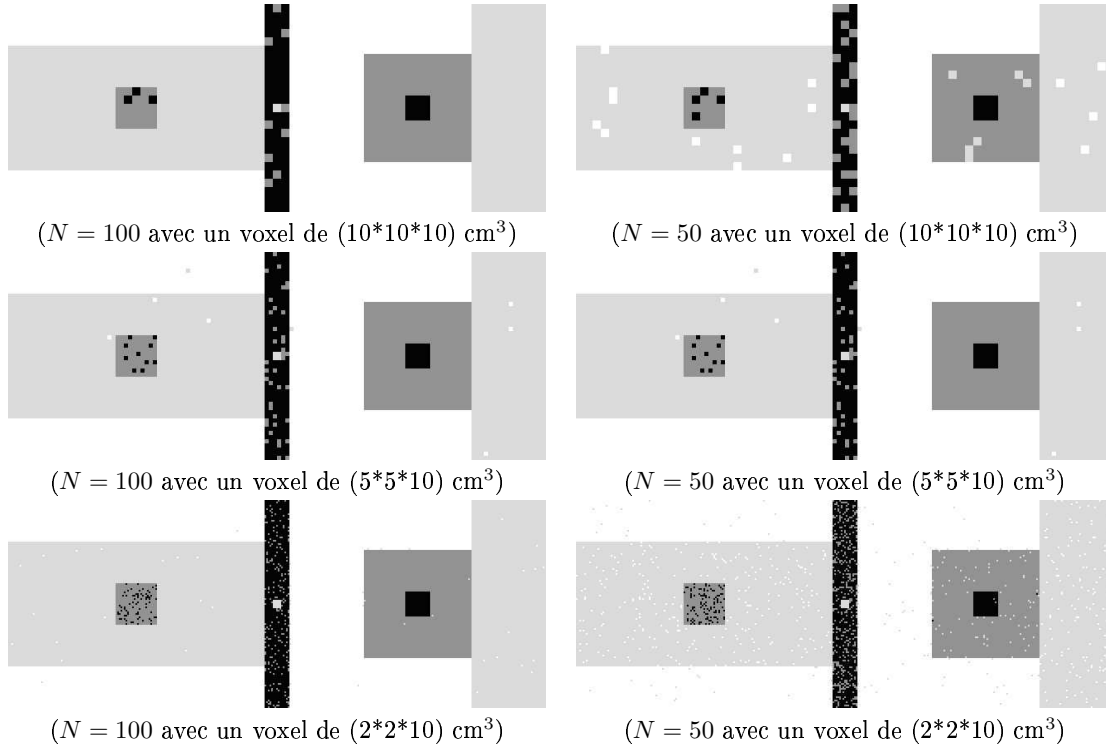 (N = 100 avec un voxel de (10*10*10) cm³)
(N = 50 avec un voxel de (10*10*10) cm³)
(N = 100 avec un voxel de (5*5*10) cm³)
(N = 50 avec un voxel de (5*5*10) cm³)
(N = 100 avec un voxel de (2*2*10) cm³)
(N = 50 avec un voxel de (2*2*10) cm³)